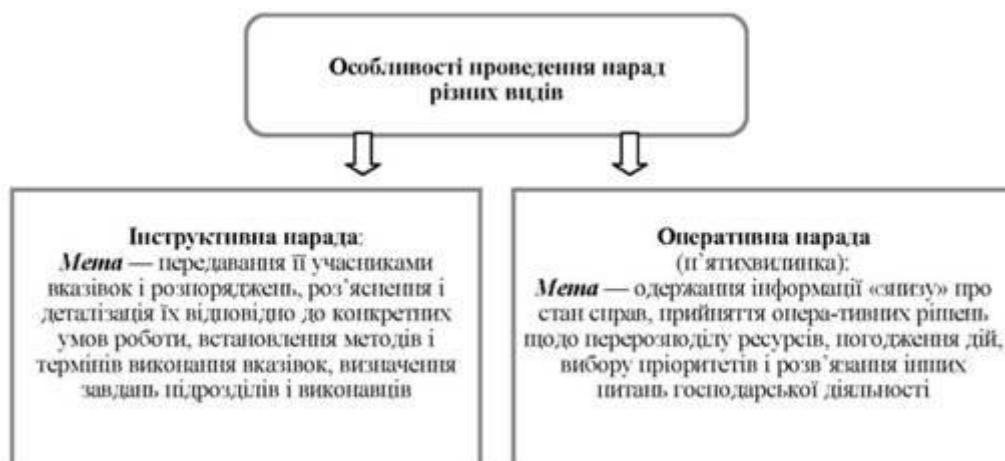 Особливості проведення нарад
різних видів
Інструктивна нарада:
Мета — передавання її учасниками
вказівок і розпоряджень, роз’яснення і
деталізація їх відповідно до конкретних
умов роботи, встановлення методів і
термінів виконання вказівок, визначення
завдань підрозділів і виконавців
Оперативна нарада
(п’ятихвилинка):
Мета — одержання інформації «знизу» про
стан справ, прийняття опера-тивних рішень
щодо перерозподілу ресурсів, погодження дій,
вибору пріоритетів і розв’язання інших
питань господарської діяльності